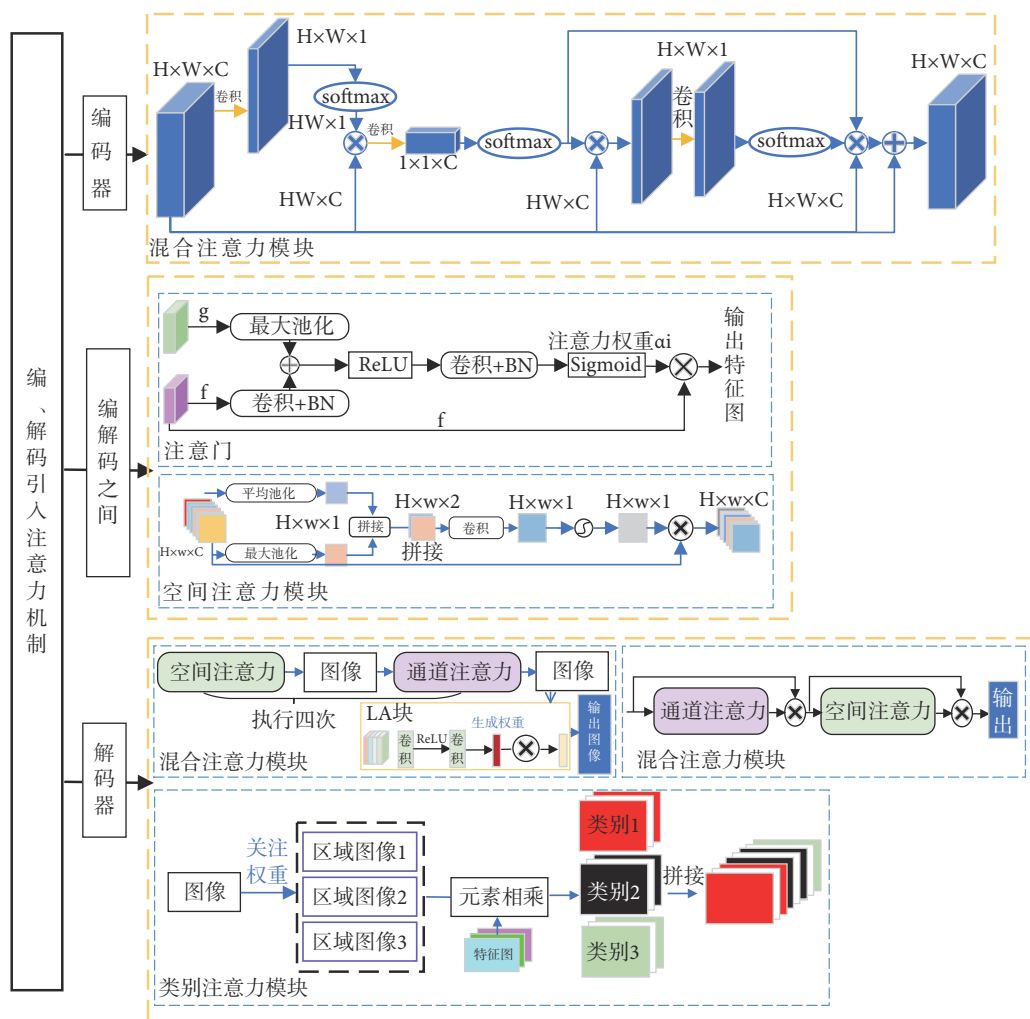 编、解码引入注意力机制
编码器
H×W×C
卷积
H×W×1
softmax
HW×1
卷积
HW×C
1×1×C
softmax
HW×C
H×W×1
卷积
softmax
H×W×C
H×W×C
混合注意力模块
编解码之间
g
最大池化
f
卷积+BN
ReLU
卷积+BN
注意力权重αi
Sigmoid
f
输出特征图
注意门
H×w×C
平均池化
最大池化
H×w×1
拼接
H×w×2
拼接
卷积
H×w×1
H×w×1
H×w×C
空间注意力模块
解码器
空间注意力
图像
通道注意力
图像
执行四次
LA块
卷积
ReLU
卷积
生成权重
输出图像
混合注意力模块
通道注意力
空间注意力
输出
混合注意力模块
图像
关注权重
区域图像1
区域图像2
区域图像3
元素相乘
特征图
类别1
类别2
类别3
拼接
类别注意力模块